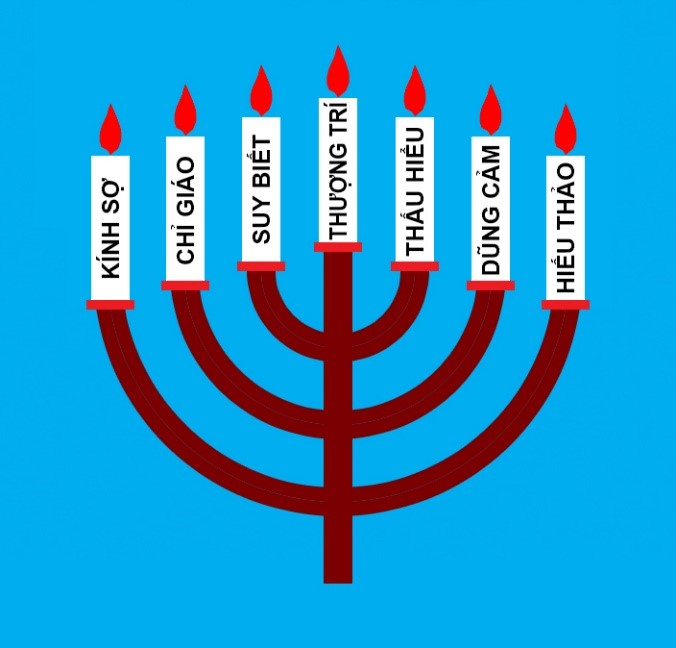 KÍNH SỢ
CHỈ GIÁO
SUY BIẾT
THƯỢNG TRÍ
THẤU HIỂU
DŨNG CẢM
HIẾU THẢO